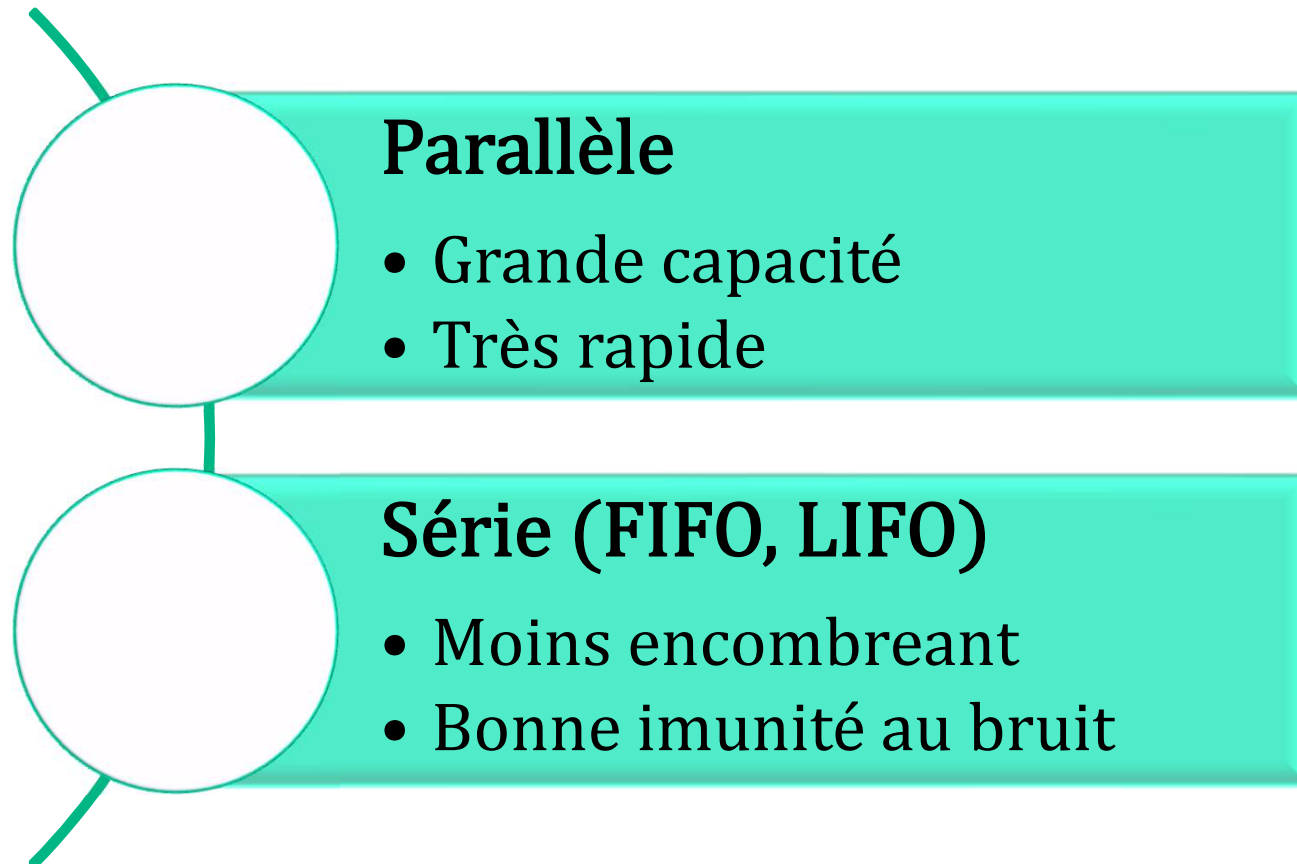 Parallèle
• Grande capacité
• Très rapide
Série (FIFO, LIFO)
• Moins encombreant
• Bonne imunité au bruit